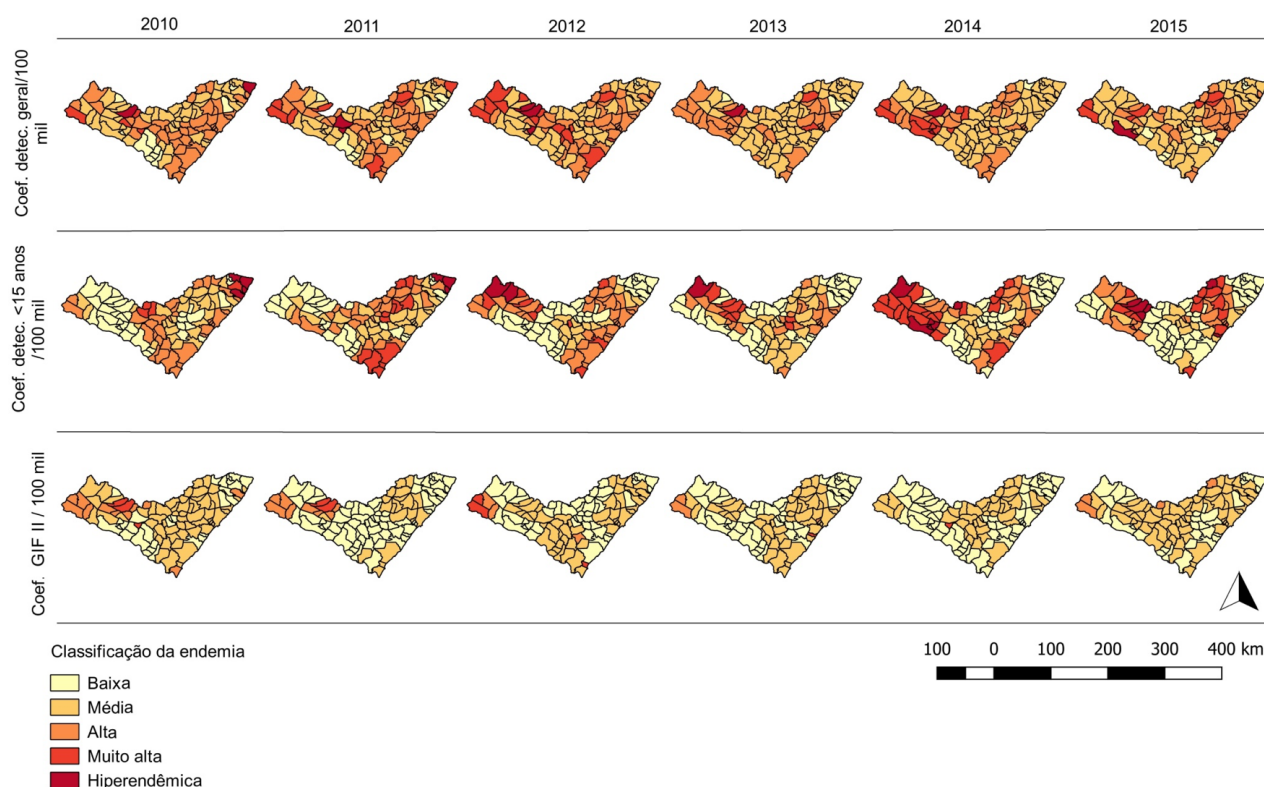 2010 2011 2012 2013 2014 2015
Coef. detec. geral/100
mil
Coef. detec. <15 anos
/100 mil
Coef. GIF II / 100 mil
Classificação da endemia
Baixa
Média
Alta
Muito alta
Hiperendêmica
100 0 100 200 300 400 km